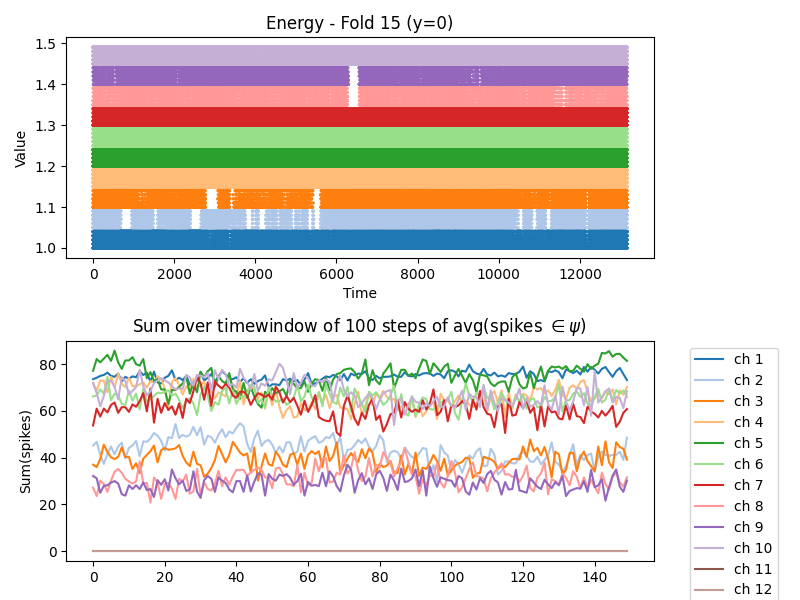 Energy - Fold 15 (y=0)
1.5
1.4
1.3
1.2
1.1
1.0
Value
0 2000 4000 6000 8000 10000 12000
Time
Sum over timewindow of 100 steps of avg(spikes ∈ ψ)
80
60
40
20
0
Sum(spikes)
0 20 40 60 80 100 120 140
ch 1
ch 2
ch 3
ch 4
ch 5
ch 6
ch 7
ch 8
ch 9
ch 10
ch 11
ch 12